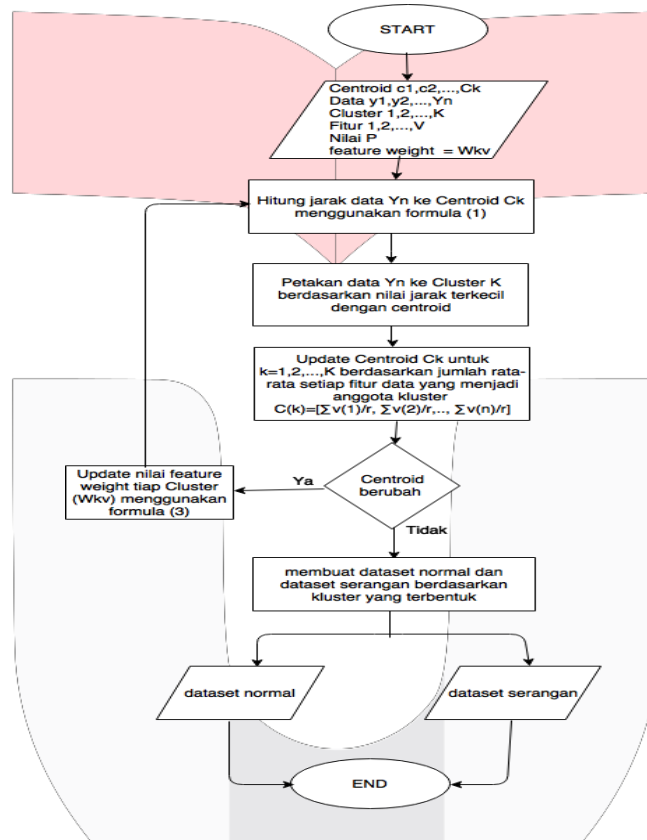 START
Centroid c1,c2,...,Ck
Data y1,y2,...,Yn
Cluster 1,2,...,K
Fitur 1,2,...,V
Nilai P
feature weight = Wkv
Hitung jarak data Yn ke Centroid Ck
menggunakan formula (1)
Petakan data Yn ke Cluster K
berdasarkan nilai jarak terkecil
dengan centroid
Update Centroid Ck untuk
k=1,2,...,K berdasarkan jumlah rata-
rata setiap fitur data yang menjadi
anggota kluster
C(k)=[∑v(1)/r, ∑v(2)/r,.., ∑v(n)/r]
Centroid
berubah
Ya
Update nilai feature
weight tiap Cluster
(Wkv) menggunakan
formula (3)
Tidak
membuat dataset normal dan
dataset serangan berdasarkan
kluster yang terbentuk
dataset normal
dataset serangan
END